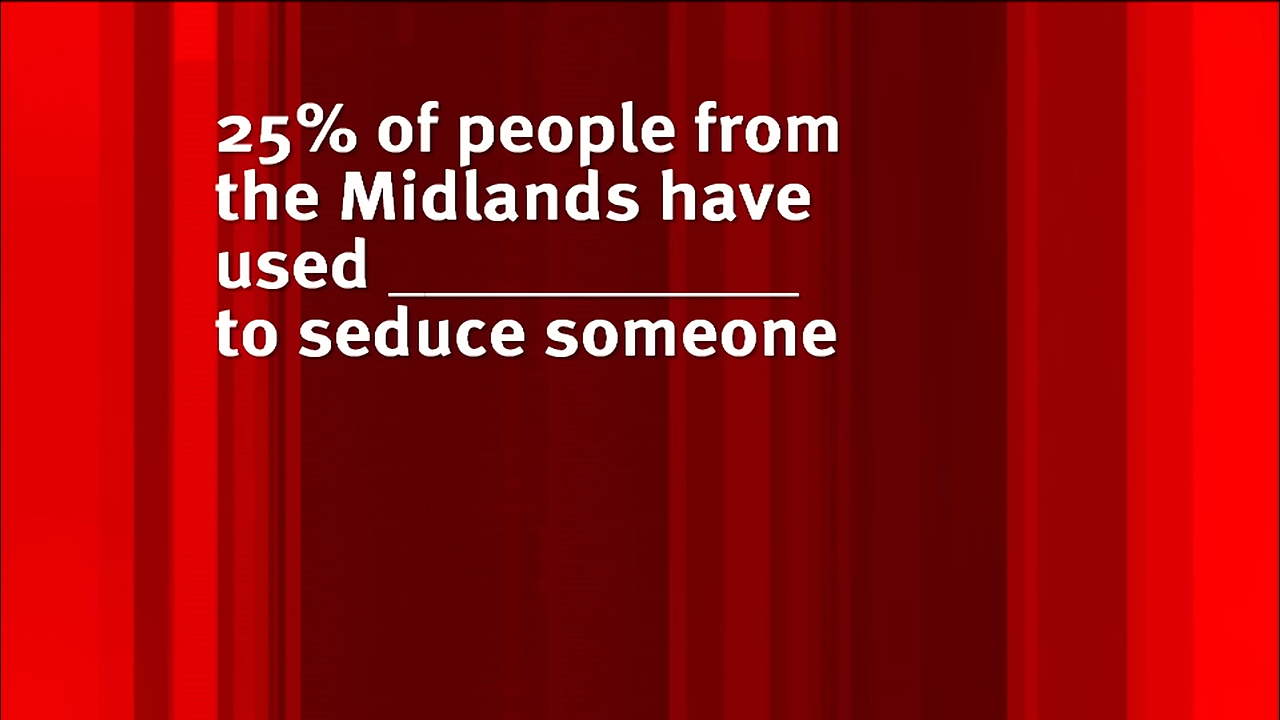 25% of people from
the Midlands have
used ____________
to seduce someone